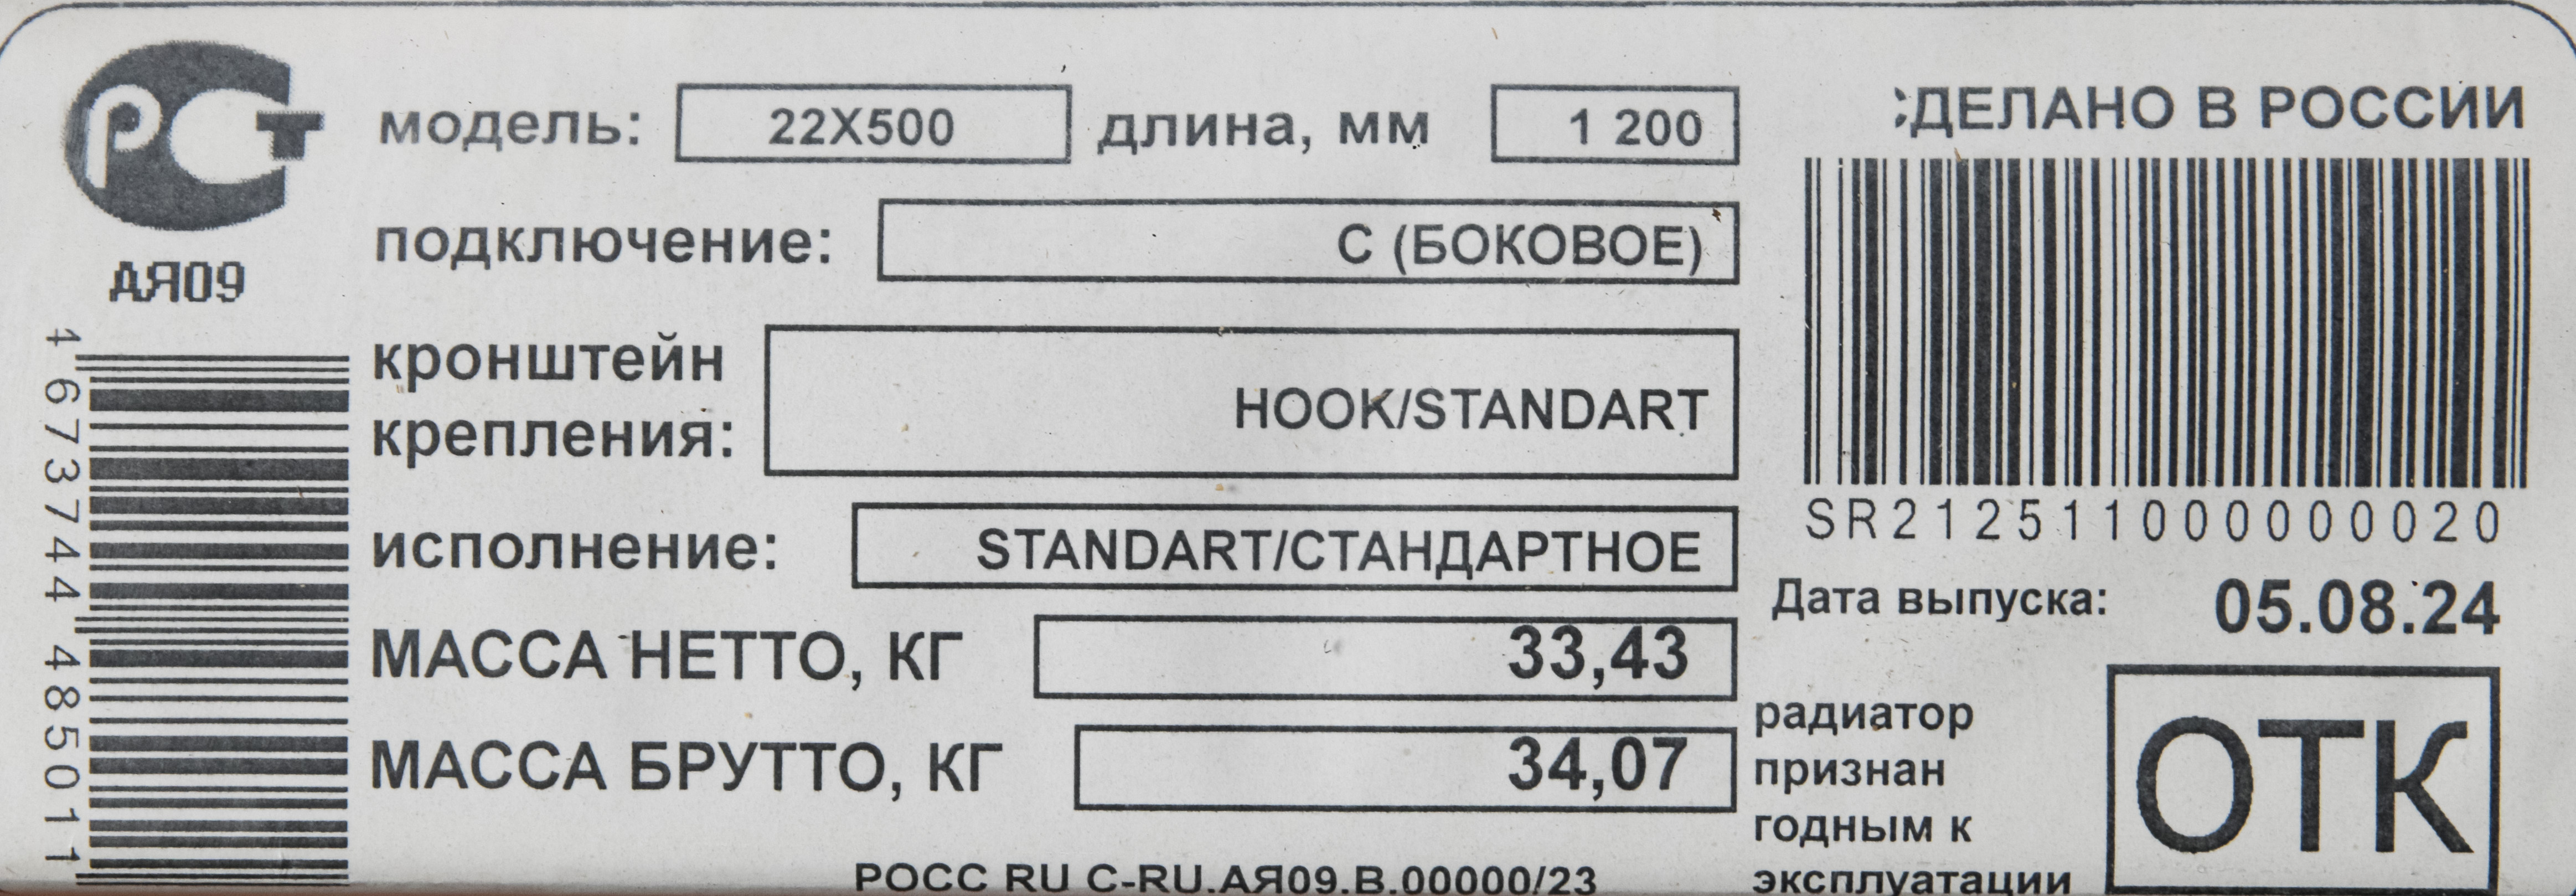 РСТ
АЯ09
модель: 22X500 длина, мм 1 200
подключение: С (БОКОВОЕ)
кронштейн
крепления: HOOK/STANDART
исполнение: STANDART/СТАНДАРТНОЕ
МАССА НЕТТО, КГ 33,43
МАССА БРУТТО, КГ 34,07
РОСС RU C-RU.АЯ09.В.00000/23
СДЕЛАНО В РОССИИ
SR2125110000000020
Дата выпуска: 05.08.24
радиатор
признан
годным к
эксплуатации
ОТК
4 673744 485011